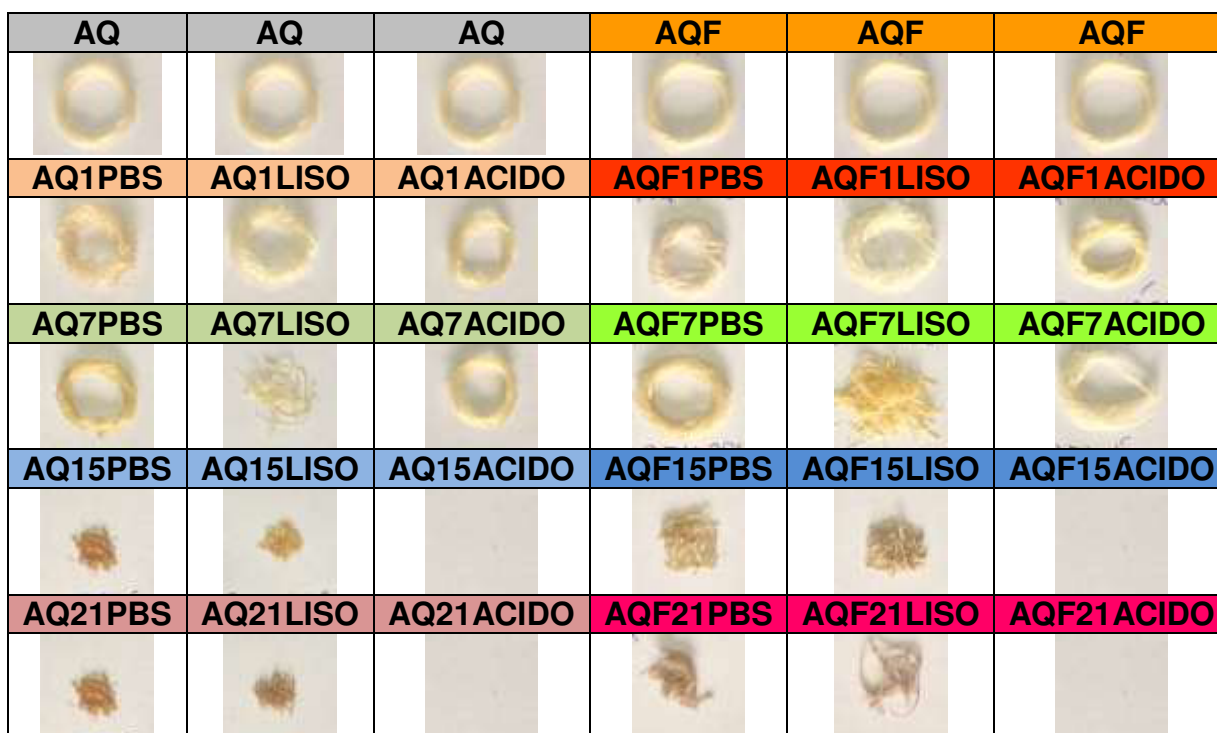 AQ AQ AQ AQF AQF AQF
AQ1PBS AQ1LISO AQ1ACIDO AQF1PBS AQF1LISO AQF1ACIDO
AQ7PBS AQ7LISO AQ7ACIDO AQF7PBS AQF7LISO AQF7ACIDO
AQ15PBS AQ15LISO AQ15ACIDO AQF15PBS AQF15LISO AQF15ACIDO
AQ21PBS AQ21LISO AQ21ACIDO AQF21PBS AQF21LISO AQF21ACIDO